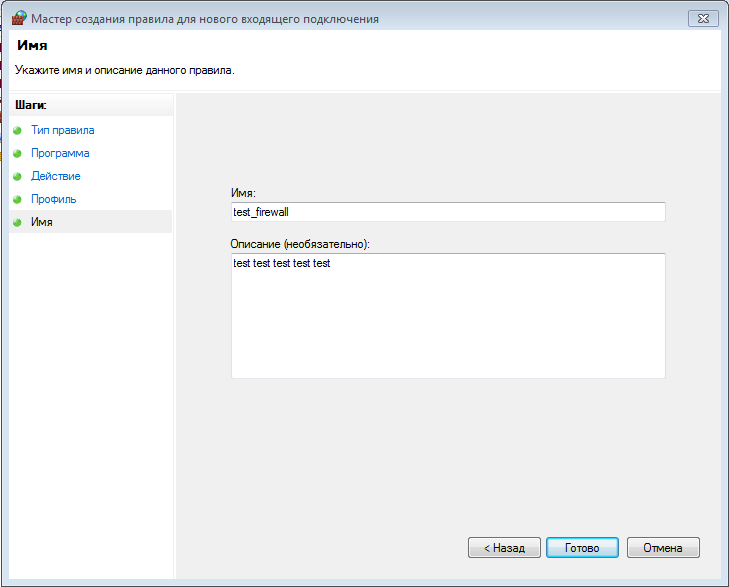 Мастер создания правила для нового входящего подключения
Имя
Укажите имя и описание данного правила.
Шаги:
Тип правила
Программа
Действие
Профиль
Имя
Имя:
test_firewall
Описание (необязательно):
test test test test test
< Назад
Готово
Отмена